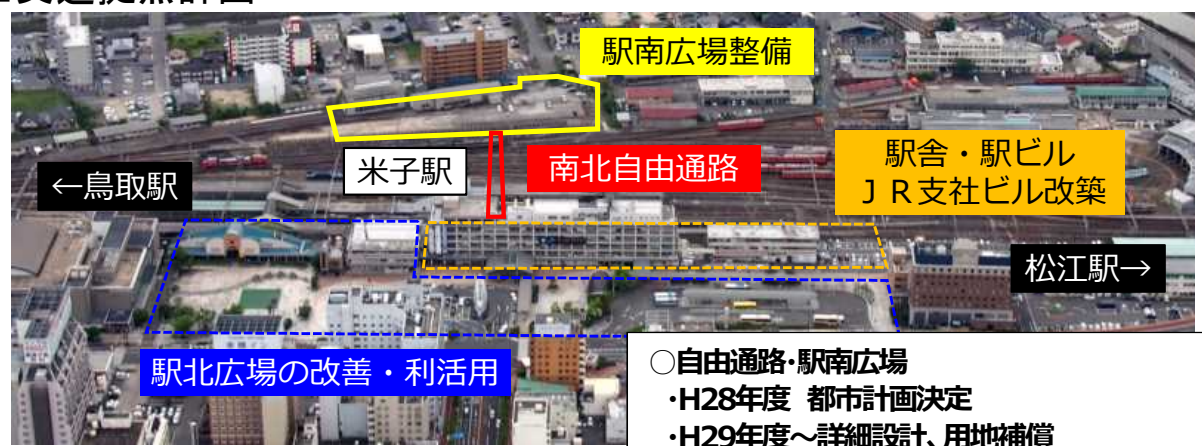 駅南広場整備
米子駅
南北自由通路
駅舎・駅ビル
ＪＲ支社ビル改築
←鳥取駅
松江駅→
駅北広場の改善・利活用
○自由通路・駅南広場
・H28年度 都市計画決定
・H29年度～詳細設計、用地補償